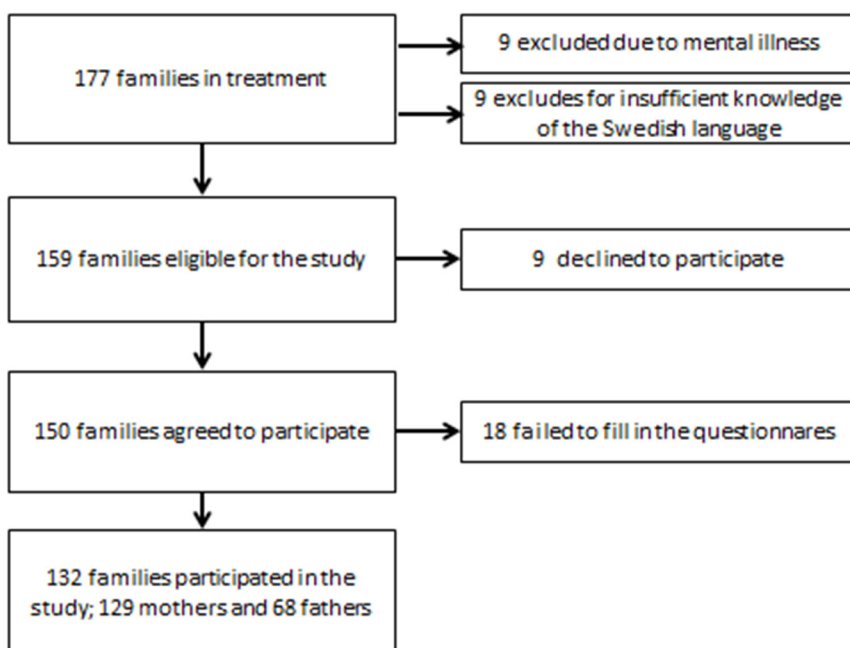 177 families in treatment
9 excluded due to mental illness
9 excludes for insufficient knowledge
of the Swedish language
159 families eligible for the study
9 declined to participate
150 families agreed to participate
18 failed to fill in the questionnares
132 families participated in the
study; 129 mothers and 68 fathers